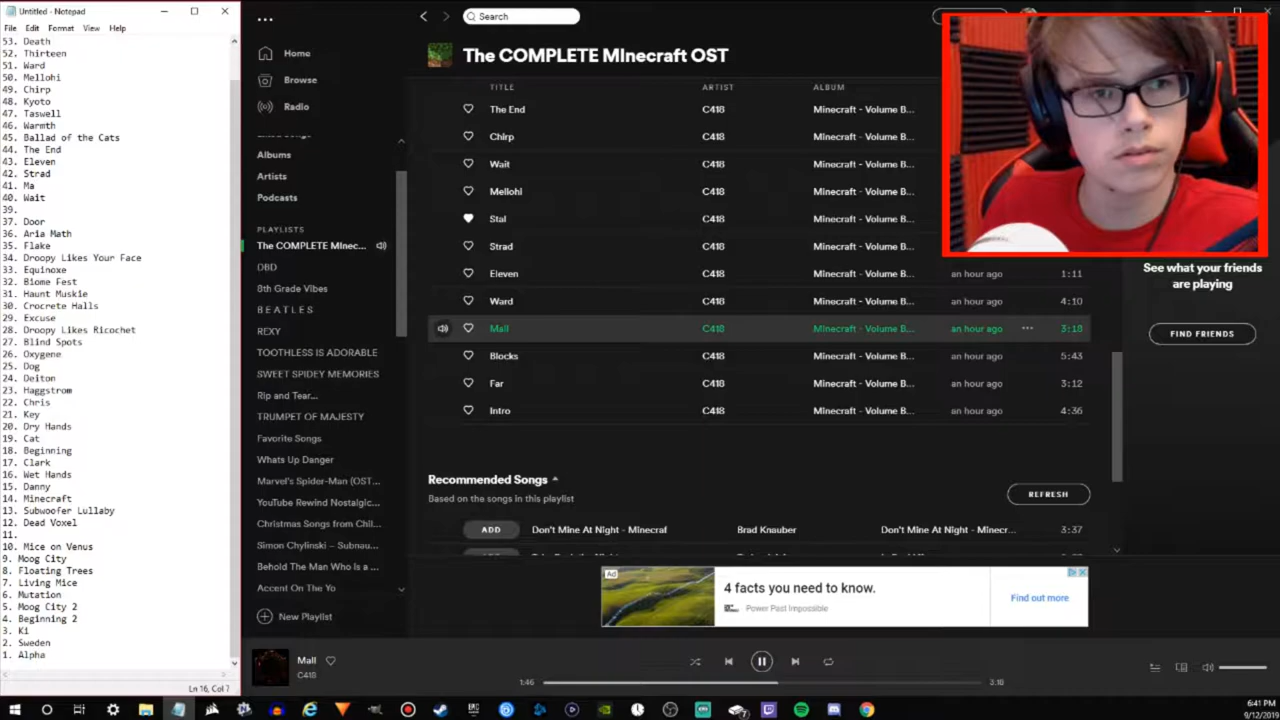 Untitled - Notepad
File Edit Format View Help
53. Death
52. Thirteen
51. Ward
50. Mellohi
49. Chirp
48. Kyoto
47. Taswell
46. Warmth
45. Ballad of the Cats
44. The End
43. Eleven
42. Strad
41. Ma
40. Wait
39.
37. Door
36. Aria Math
35. Flake
34. Droopy Likes Your Face
33. Equinoxe
32. Biome Fest
31. Haunt Muskie
30. Crocrete Halls
29. Excuse
28. Droopy Likes Ricochet
27. Blind Spots
26. Oxygene
25. Dog
24. Deiton
23. Haggstrom
22. Chris
21. Key
20. Dry Hands
19. Cat
18. Beginning
17. Clark
16. Wet Hands
15. Danny
14. Minecraft
13. Subwoofer Lullaby
12. Dead Voxel
11.
10. Mice on Venus
9. Moog City
8. Floating Trees
7. Living Mice
6. Mutation
5. Moog City 2
4. Beginning 2
3. Ki
2. Sweden
1. Alpha
Ln 16, Col 7
Home
Browse
Radio
Albums
Artists
Podcasts
PLAYLISTS
The COMPLETE MInec...
DBD
8th Grade Vibes
B E A T L E S
REXY
TOOTHLESS IS ADORABLE
SWEET SPIDEY MEMORIES
Rip and Tear...
TRUMPET OF MAJESTY
Favorite Songs
Whats Up Danger
Marvel's Spider-Man (OST...
YouTube Rewind Nostalgic...
Christmas Songs from Chil...
Simon Chylinski – Subnau...
Behold The Man Who Is a ...
Accent On The Yo
New Playlist
Search
The COMPLETE MInecraft OST
TITLE ARTIST ALBUM
The End C418 Minecraft - Volume B...
Chirp C418 Minecraft - Volume B...
Wait C418 Minecraft - Volume B...
Mellohi C418 Minecraft - Volume B...
Stal C418 Minecraft - Volume B...
Strad C418 Minecraft - Volume B...
Eleven C418 Minecraft - Volume B... an hour ago 1:11
Ward C418 Minecraft - Volume B... an hour ago 4:10
Mall C418 Minecraft - Volume B... an hour ago ... 3:18
Blocks C418 Minecraft - Volume B... an hour ago 5:43
Far C418 Minecraft - Volume B... an hour ago 3:12
Intro C418 Minecraft - Volume B... an hour ago 4:36
Recommended Songs
Based on the songs in this playlist
REFRESH
ADD Don't Mine At Night - Minecraf Brad Knauber Don't Mine At Night - Minecr... 3:37
See what your friends
are playing
FIND FRIENDS
Ad
4 facts you need to know.
Power Past Impossible
Find out more
Mall
C418
1:46
3:18
6:41 PM
9/12/2019